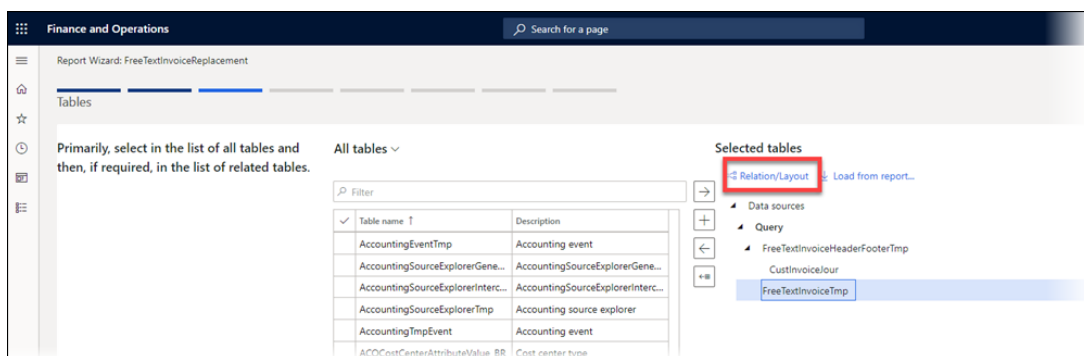 Finance and Operations
Search for a page
Report Wizard: FreeTextInvoiceReplacement
Tables
Primarily, select in the list of all tables and
then, if required, in the list of related tables.
All tables
Filter
Table name ↑ Description
AccountingEventTmp Accounting event
AccountingSourceExplorerGene... AccountingSourceExplorerGene...
AccountingSourceExplorerInterc... AccountingSourceExplorerInterc...
AccountingSourceExplorerTmp Accounting source explorer
AccountingTmpEvent Accounting event
ACOCostCenterAttributeValue_BR Cost center type
Selected tables
Relation/Layout Load from report...
Data sources
Query
FreeTextInvoiceHeaderFooterTmp
CustInvoiceJour
FreeTextInvoiceTmp